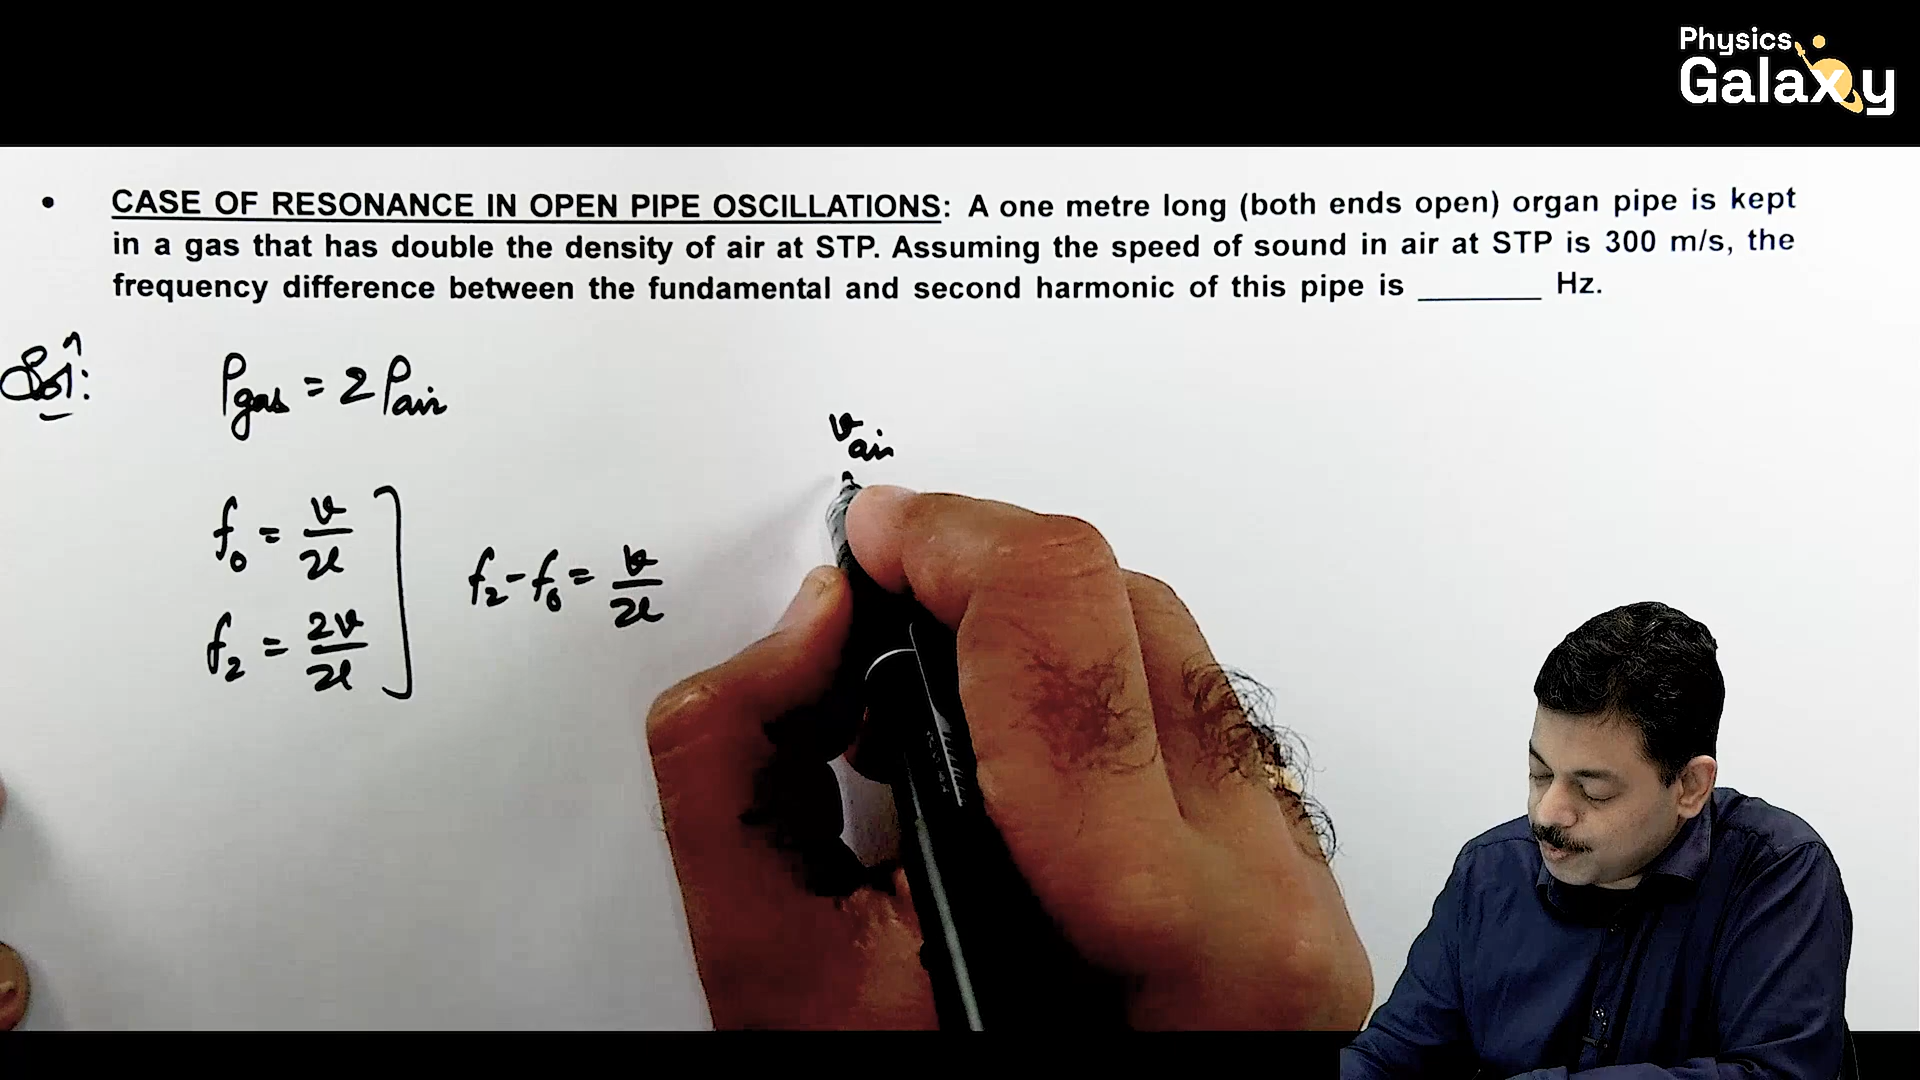 Physics
Galaxy
• CASE OF RESONANCE IN OPEN PIPE OSCILLATIONS: A one metre long (both ends open) organ pipe is kept
in a gas that has double the density of air at STP. Assuming the speed of sound in air at STP is 300 m/s, the
frequency difference between the fundamental and second harmonic of this pipe is ________ Hz.
Solⁿ:
ρgas = 2ρair
vair
f₀ = v/2l
f₂ - f₀ = v/2l
f₂ = 2v/2l